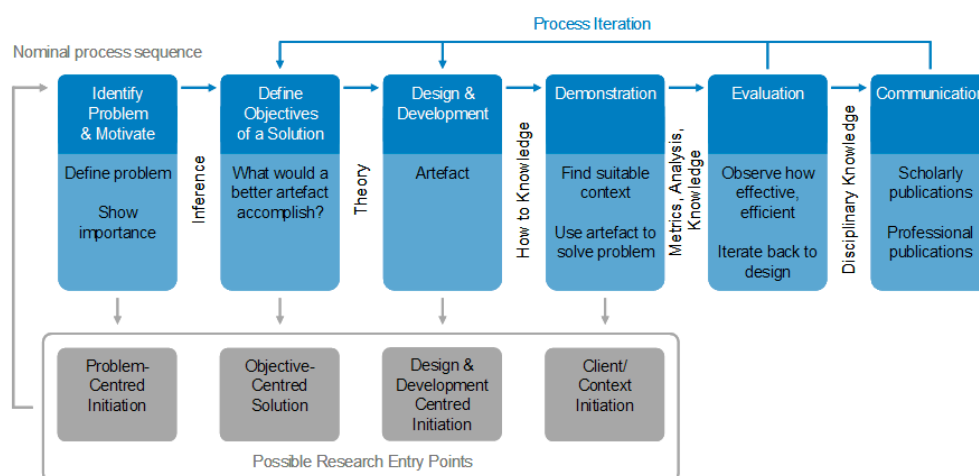 Process Iteration
Nominal process sequence
Identify
Problem
& Motivate
Define
Objectives
of a Solution
Design &
Development
Demonstration
Evaluation
Communication
Define problem
Show
importance
Inference
What would a
better artefact
accomplish?
Theory
Artefact
How to Knowledge
Find suitable
context
Use artefact to
solve problem
Metrics, Analysis,
Knowledge
Observe how
effective,
efficient
Iterate back to
design
Disciplinary Knowledge
Scholarly
publications
Professional
publications
Problem-
Centred
Initiation
Objective-
Centred
Solution
Design &
Development
Centred
Initiation
Client/
Context
Initiation
Possible Research Entry Points